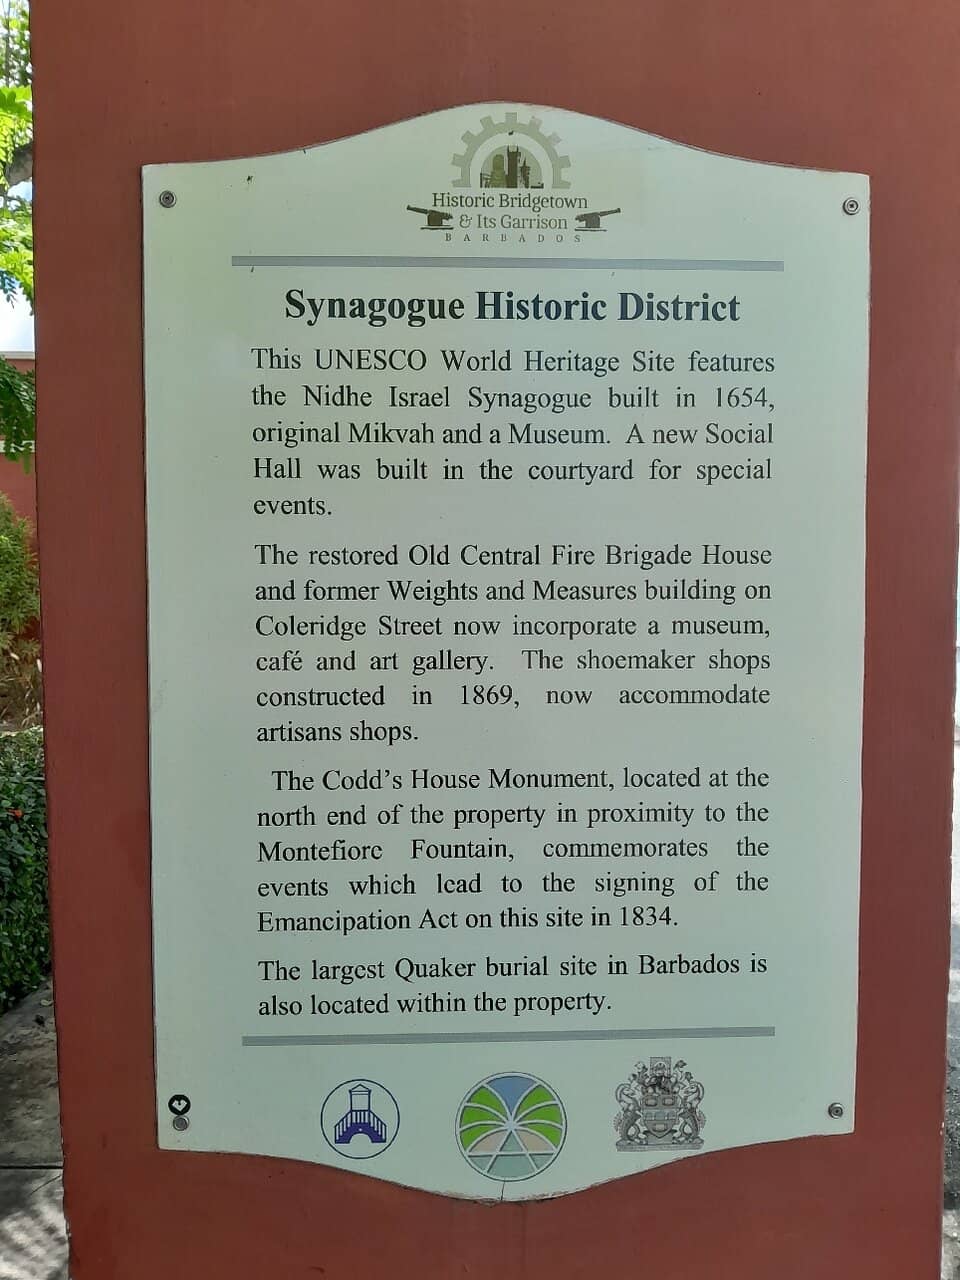 Historic Bridgetown
& Its Garrison
BARBADOS
Synagogue Historic District
This UNESCO World Heritage Site features
the Nidhe Israel Synagogue built in 1654,
original Mikvah and a Museum. A new Social
Hall was built in the courtyard for special
events.
The restored Old Central Fire Brigade House
and former Weights and Measures building on
Coleridge Street now incorporate a museum,
café and art gallery. The shoemaker shops
constructed in 1869, now accommodate
artisans shops.
The Codd's House Monument, located at the
north end of the property in proximity to the
Montefiore Fountain, commemorates the
events which lead to the signing of the
Emancipation Act on this site in 1834.
The largest Quaker burial site in Barbados is
also located within the property.